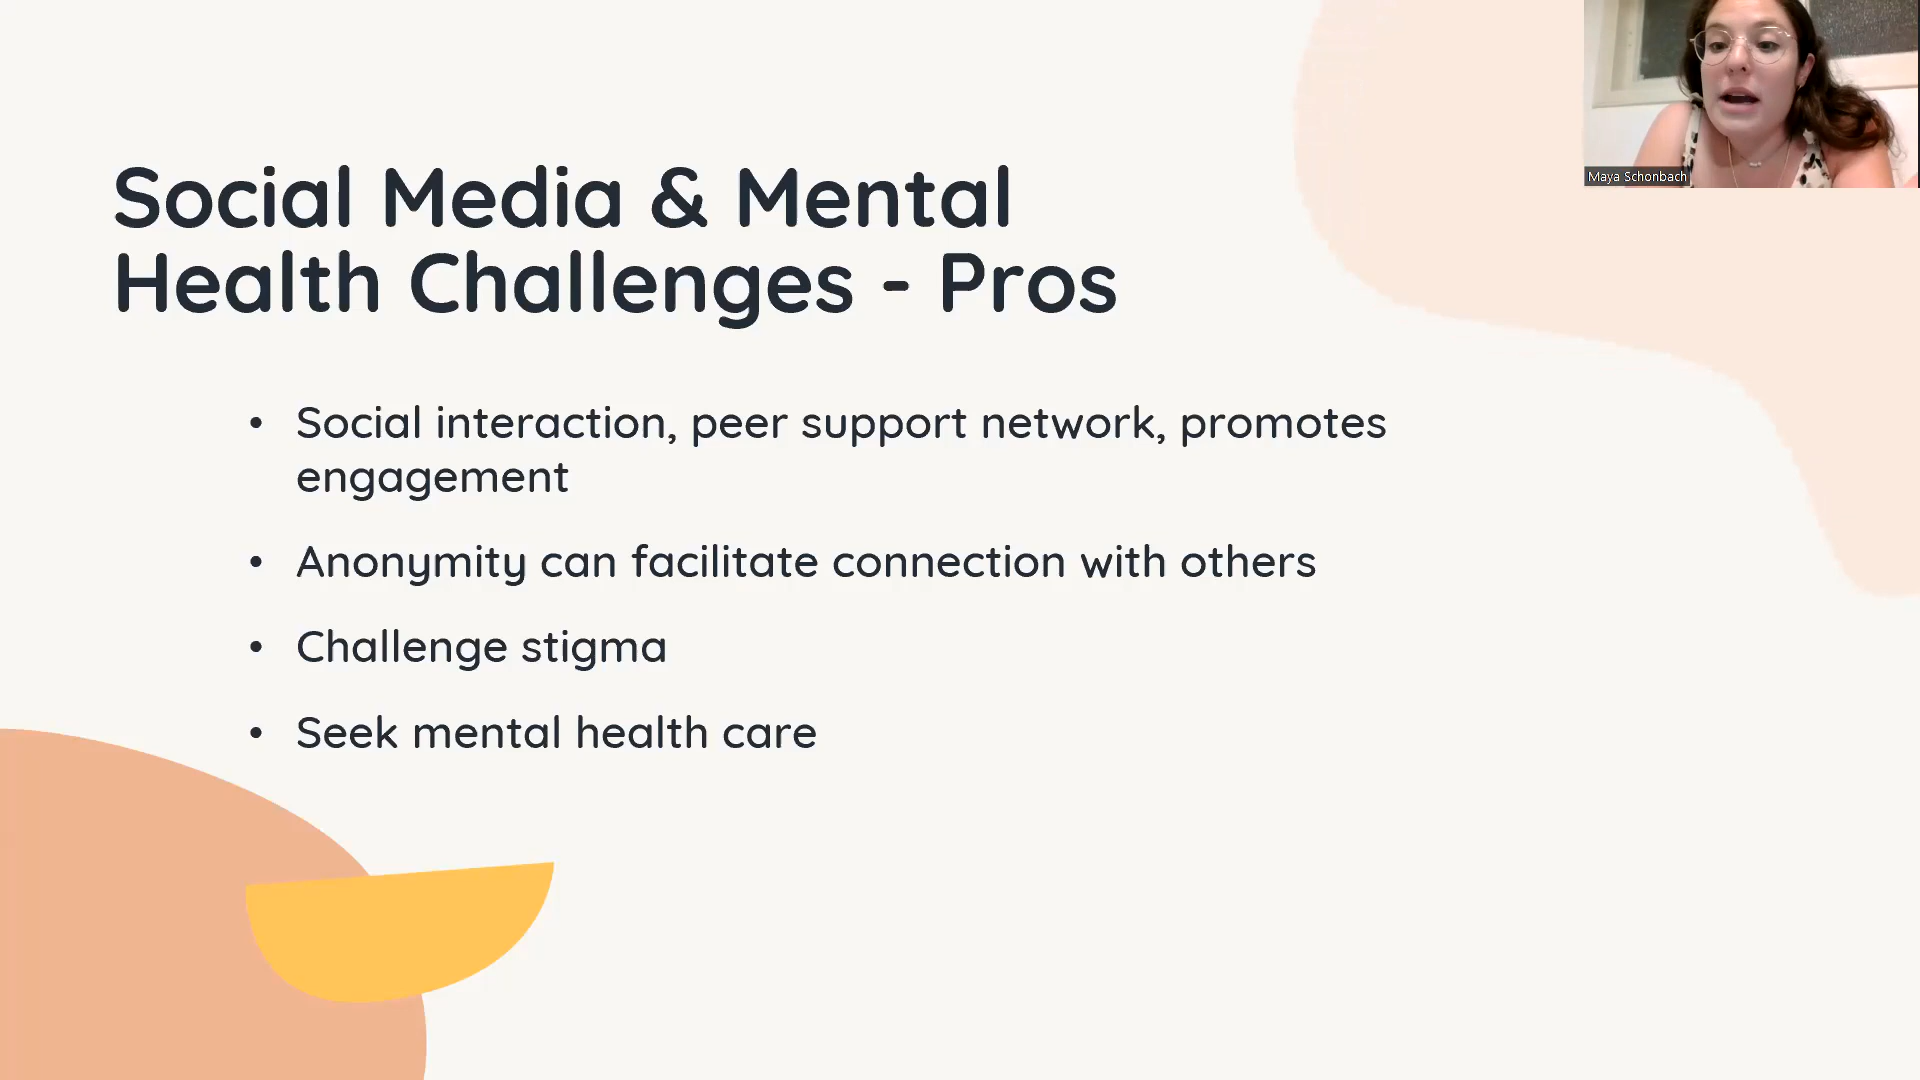 Social Media & Mental
Health Challenges - Pros
• Social interaction, peer support network, promotes
engagement
• Anonymity can facilitate connection with others
• Challenge stigma
• Seek mental health care
Maya Schonbach